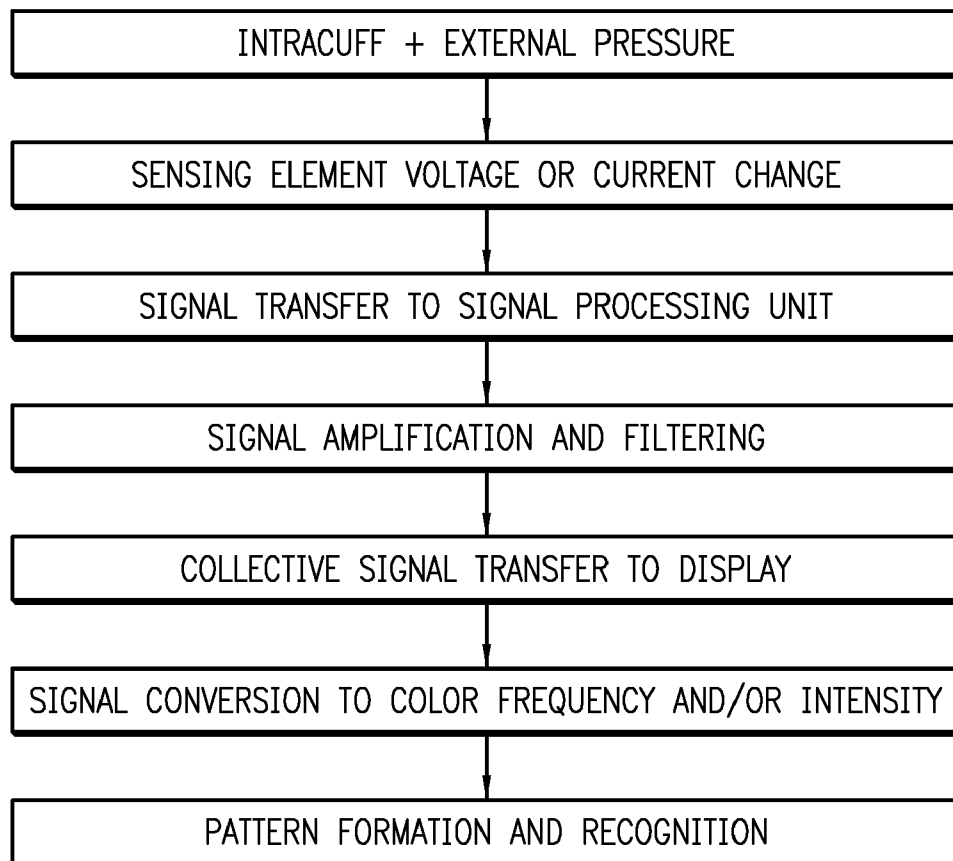 INTRACUFF + EXTERNAL PRESSURE
SENSING ELEMENT VOLTAGE OR CURRENT CHANGE
SIGNAL TRANSFER TO SIGNAL PROCESSING UNIT
SIGNAL AMPLIFICATION AND FILTERING
COLLECTIVE SIGNAL TRANSFER TO DISPLAY
SIGNAL CONVERSION TO COLOR FREQUENCY AND/OR INTENSITY
PATTERN FORMATION AND RECOGNITION